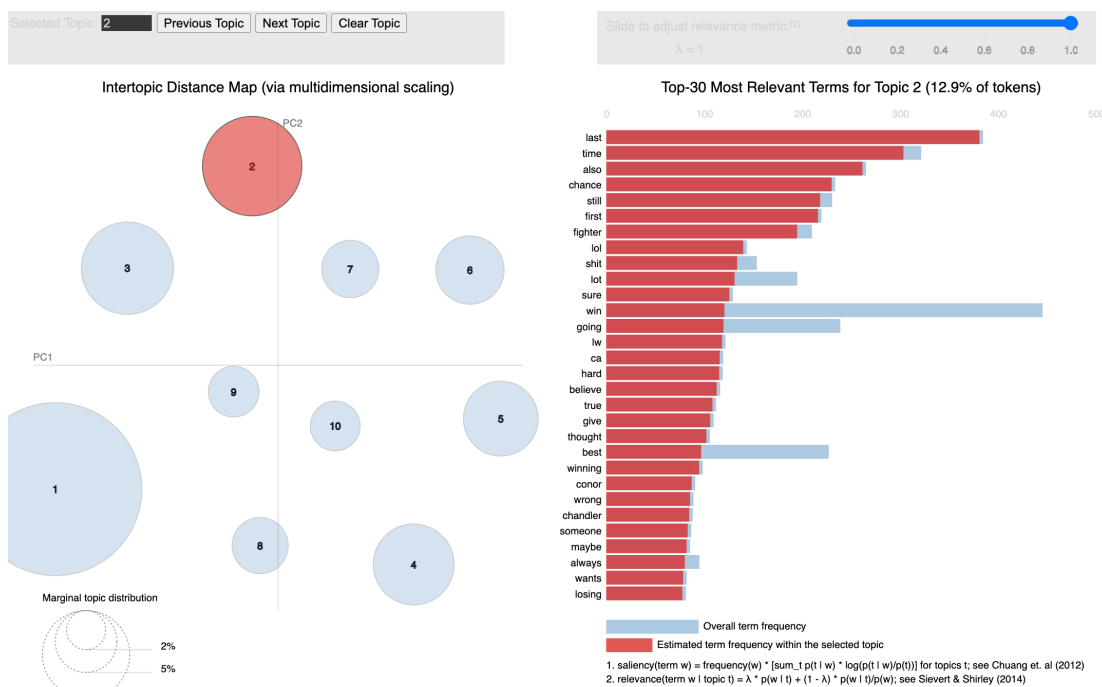 Selected Topic: 2 Previous Topic Next Topic Clear Topic
Slide to adjust relevance metric:(2)
λ = 1
0.0 0.2 0.4 0.6 0.8 1.0
Intertopic Distance Map (via multidimensional scaling)
PC2
PC1
2
3
7
6
9
10
5
1
8
4
Marginal topic distribution
2%
5%
Top-30 Most Relevant Terms for Topic 2 (12.9% of tokens)
0 100 200 300 400 500
last
time
also
chance
still
first
fighter
lol
shit
lot
sure
win
going
lw
ca
hard
believe
true
give
thought
best
winning
conor
wrong
chandler
someone
maybe
always
wants
losing
Overall term frequency
Estimated term frequency within the selected topic
1. saliency(term w) = frequency(w) * [sum_t p(t | w) * log(p(t | w)/p(t))] for topics t; see Chuang et. al (2012)
2. relevance(term w | topic t) = λ * p(w | t) + (1 - λ) * p(w | t)/p(w); see Sievert & Shirley (2014)